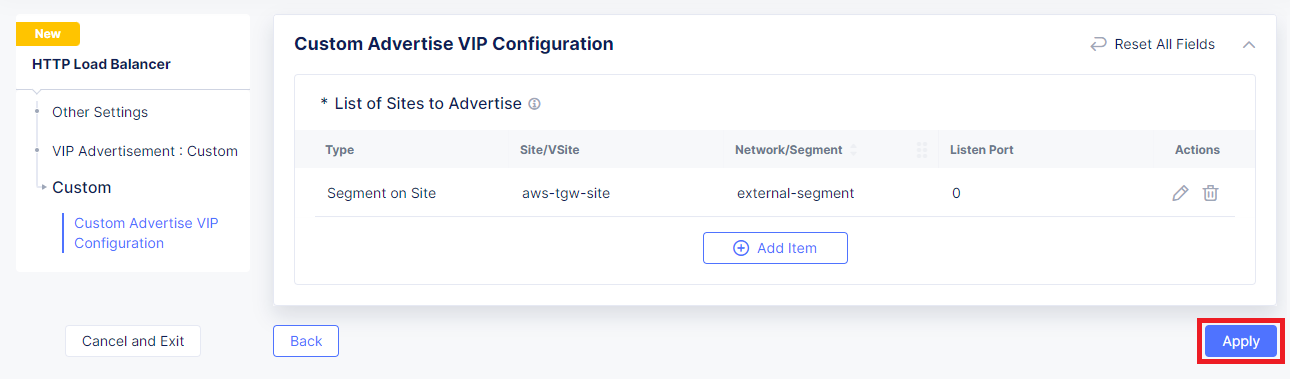 New
HTTP Load Balancer
Other Settings
VIP Advertisement : Custom
Custom
Custom Advertise VIP
Configuration
Custom Advertise VIP Configuration
Reset All Fields
* List of Sites to Advertise
Type Site/VSite Network/Segment Listen Port Actions
Segment on Site aws-tgw-site external-segment 0
Add Item
Cancel and Exit
Back
Apply